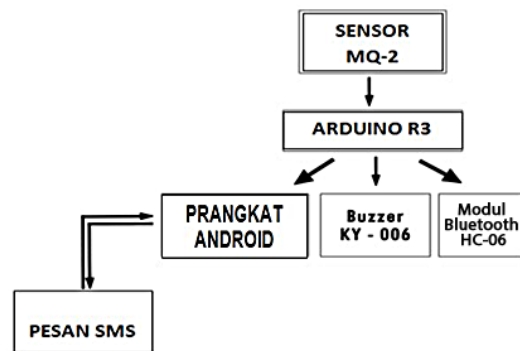 SENSOR
MQ-2
ARDUINO R3
PRANGKAT
ANDROID
Buzzer
KY - 006
Modul
Bluetooth
HC-06
PESAN SMS